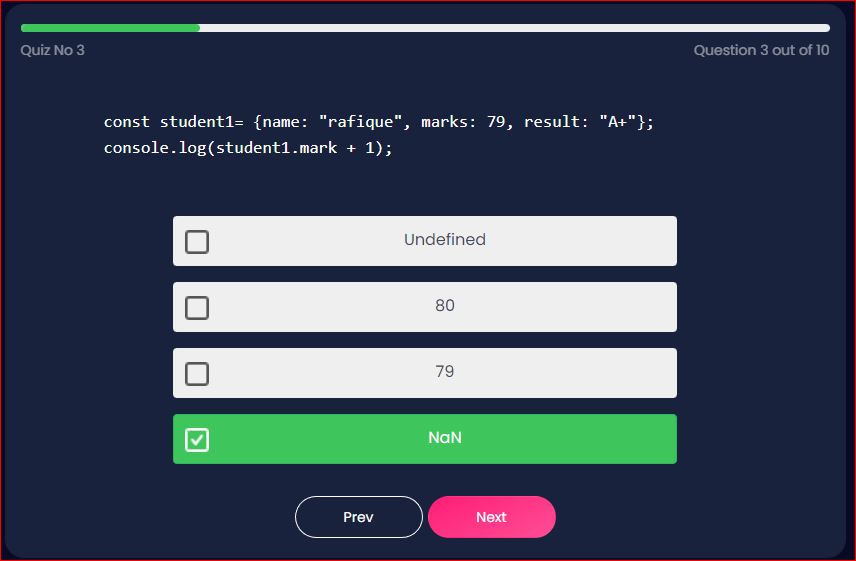 Quiz No 3
Question 3 out of 10
const student1= {name: "rafique", marks: 79, result: "A+"};
console.log(student1.mark + 1);
Undefined
80
79
NaN
Prev
Next